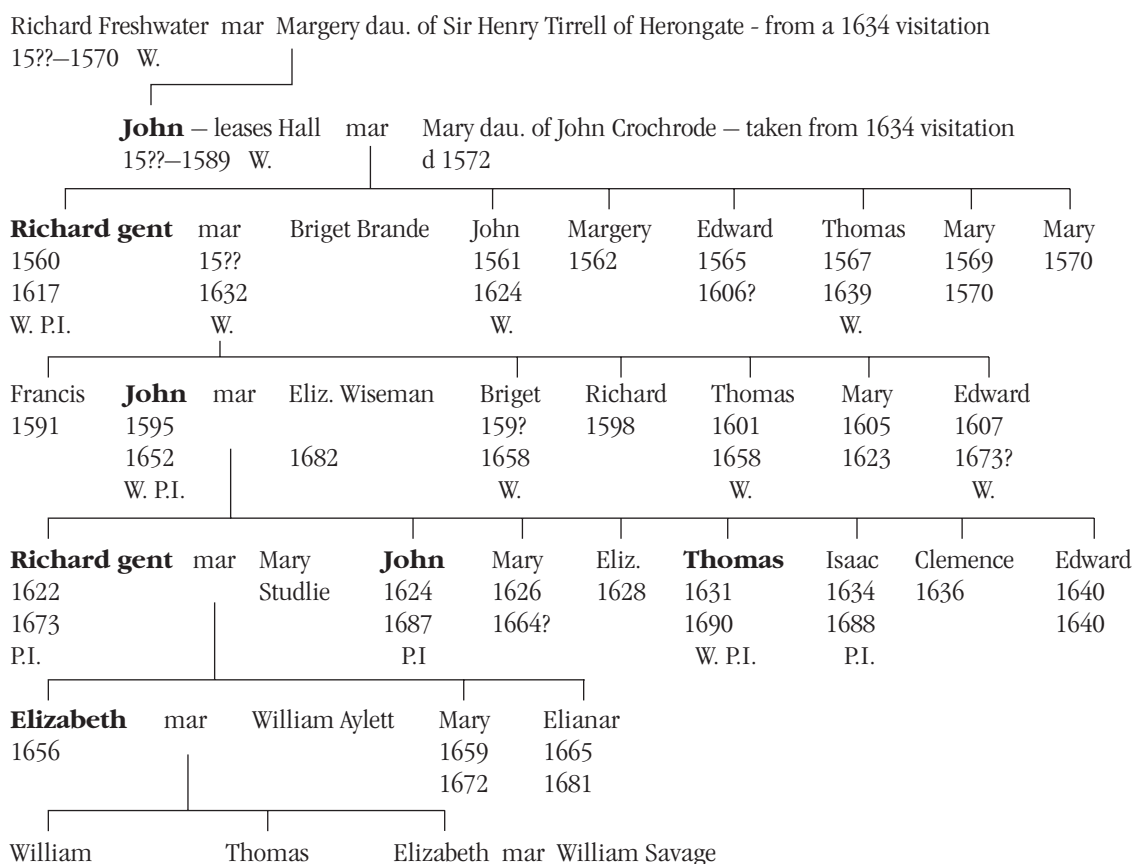 Richard Freshwater mar Margery dau. of Sir Henry Tirrell of Herongate - from a 1634 visitation
15??—1570 W.
John — leases Hall mar Mary dau. of John Crochrode — taken from 1634 visitation
15??—1589 W. d 1572
Richard gent mar Briget Brande John Margery Edward Thomas Mary Mary
1560 15?? 1561 1562 1565 1567 1569 1570
1617 1632 1624 1606? 1639 1570
W. P.I. W. W. W.
Francis John mar Eliz. Wiseman Briget Richard Thomas Mary Edward
1591 1595 159? 1598 1601 1605 1607
1652 1682 1658 1658 1623 1673?
W. P.I. W. W. W.
Richard gent mar Mary John Mary Eliz. Thomas Isaac Clemence Edward
1622 Studlie 1624 1626 1628 1631 1634 1636 1640
1673 1687 1664? 1690 1688 1640
P.I. P.I W. P.I. P.I.
Elizabeth mar William Aylett Mary Elianar
1656 1659 1665
1672 1681
William Thomas Elizabeth mar William Savage